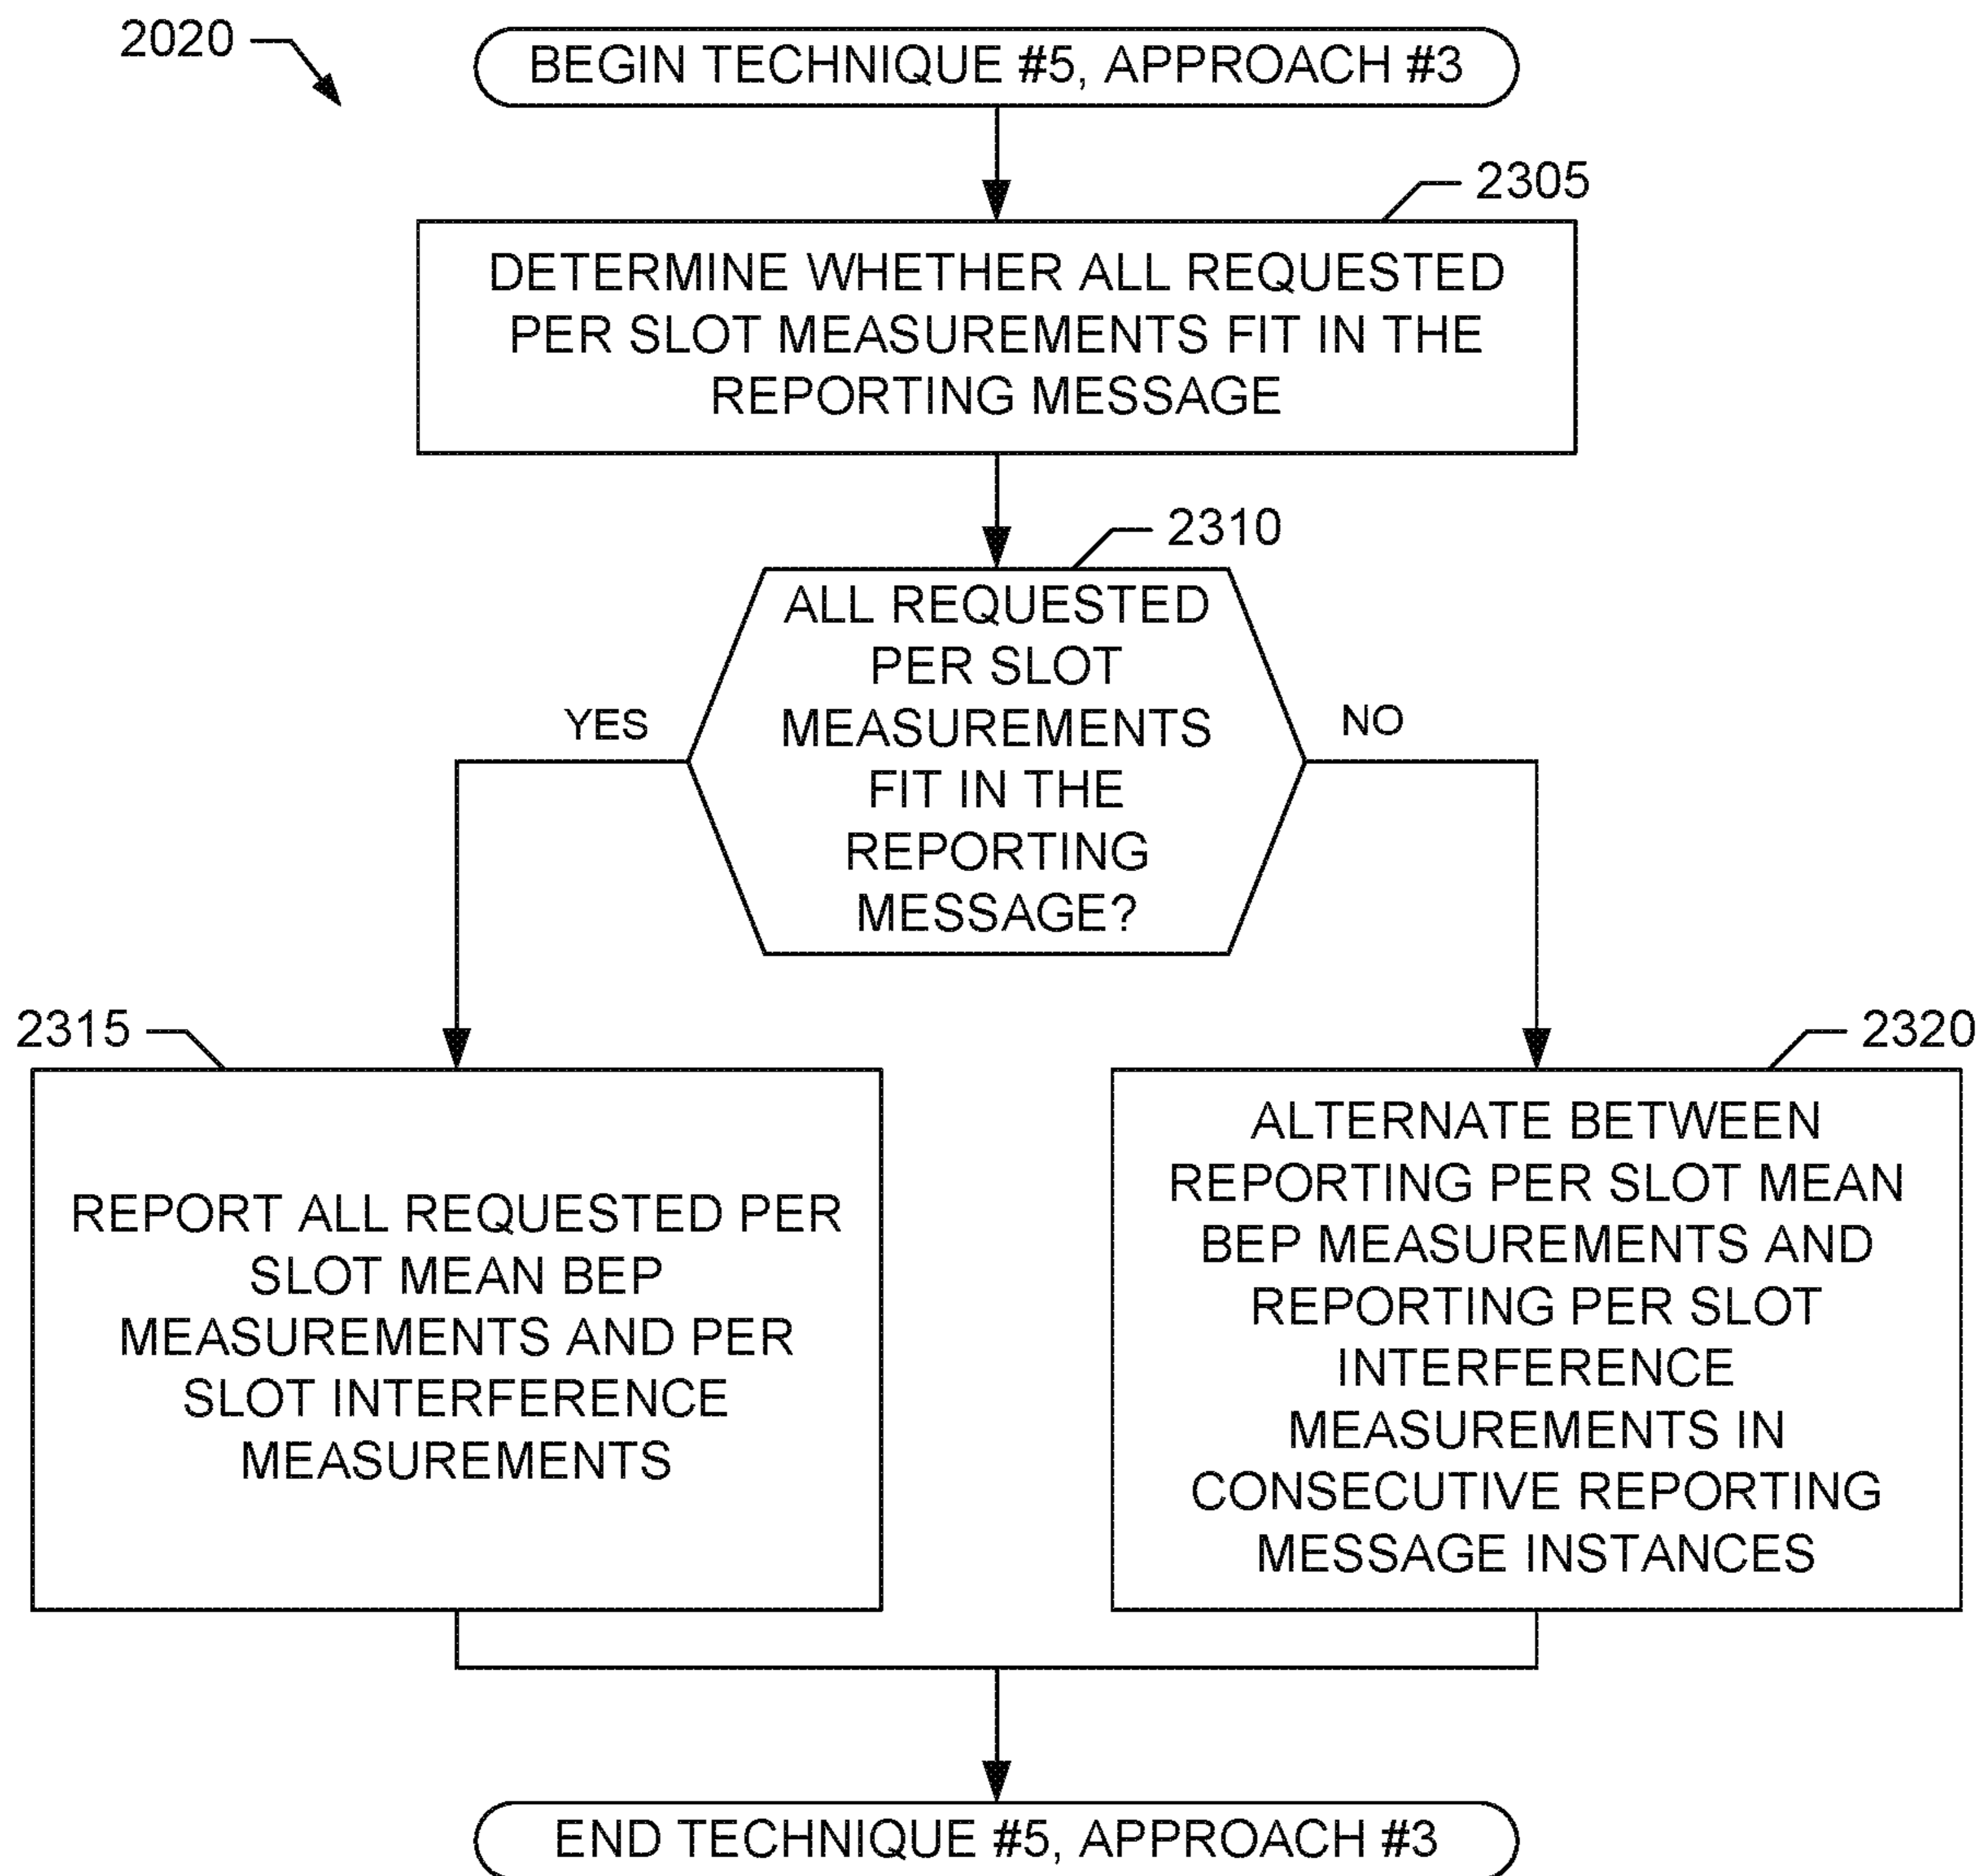 2020
BEGIN TECHNIQUE #5, APPROACH #3
2305
DETERMINE WHETHER ALL REQUESTED
PER SLOT MEASUREMENTS FIT IN THE
REPORTING MESSAGE
2310
ALL REQUESTED
PER SLOT
MEASUREMENTS
FIT IN THE
REPORTING
MESSAGE?
YES
NO
2315
REPORT ALL REQUESTED PER
SLOT MEAN BEP
MEASUREMENTS AND PER
SLOT INTERFERENCE
MEASUREMENTS
2320
ALTERNATE BETWEEN
REPORTING PER SLOT MEAN
BEP MEASUREMENTS AND
REPORTING PER SLOT
INTERFERENCE
MEASUREMENTS IN
CONSECUTIVE REPORTING
MESSAGE INSTANCES
END TECHNIQUE #5, APPROACH #3